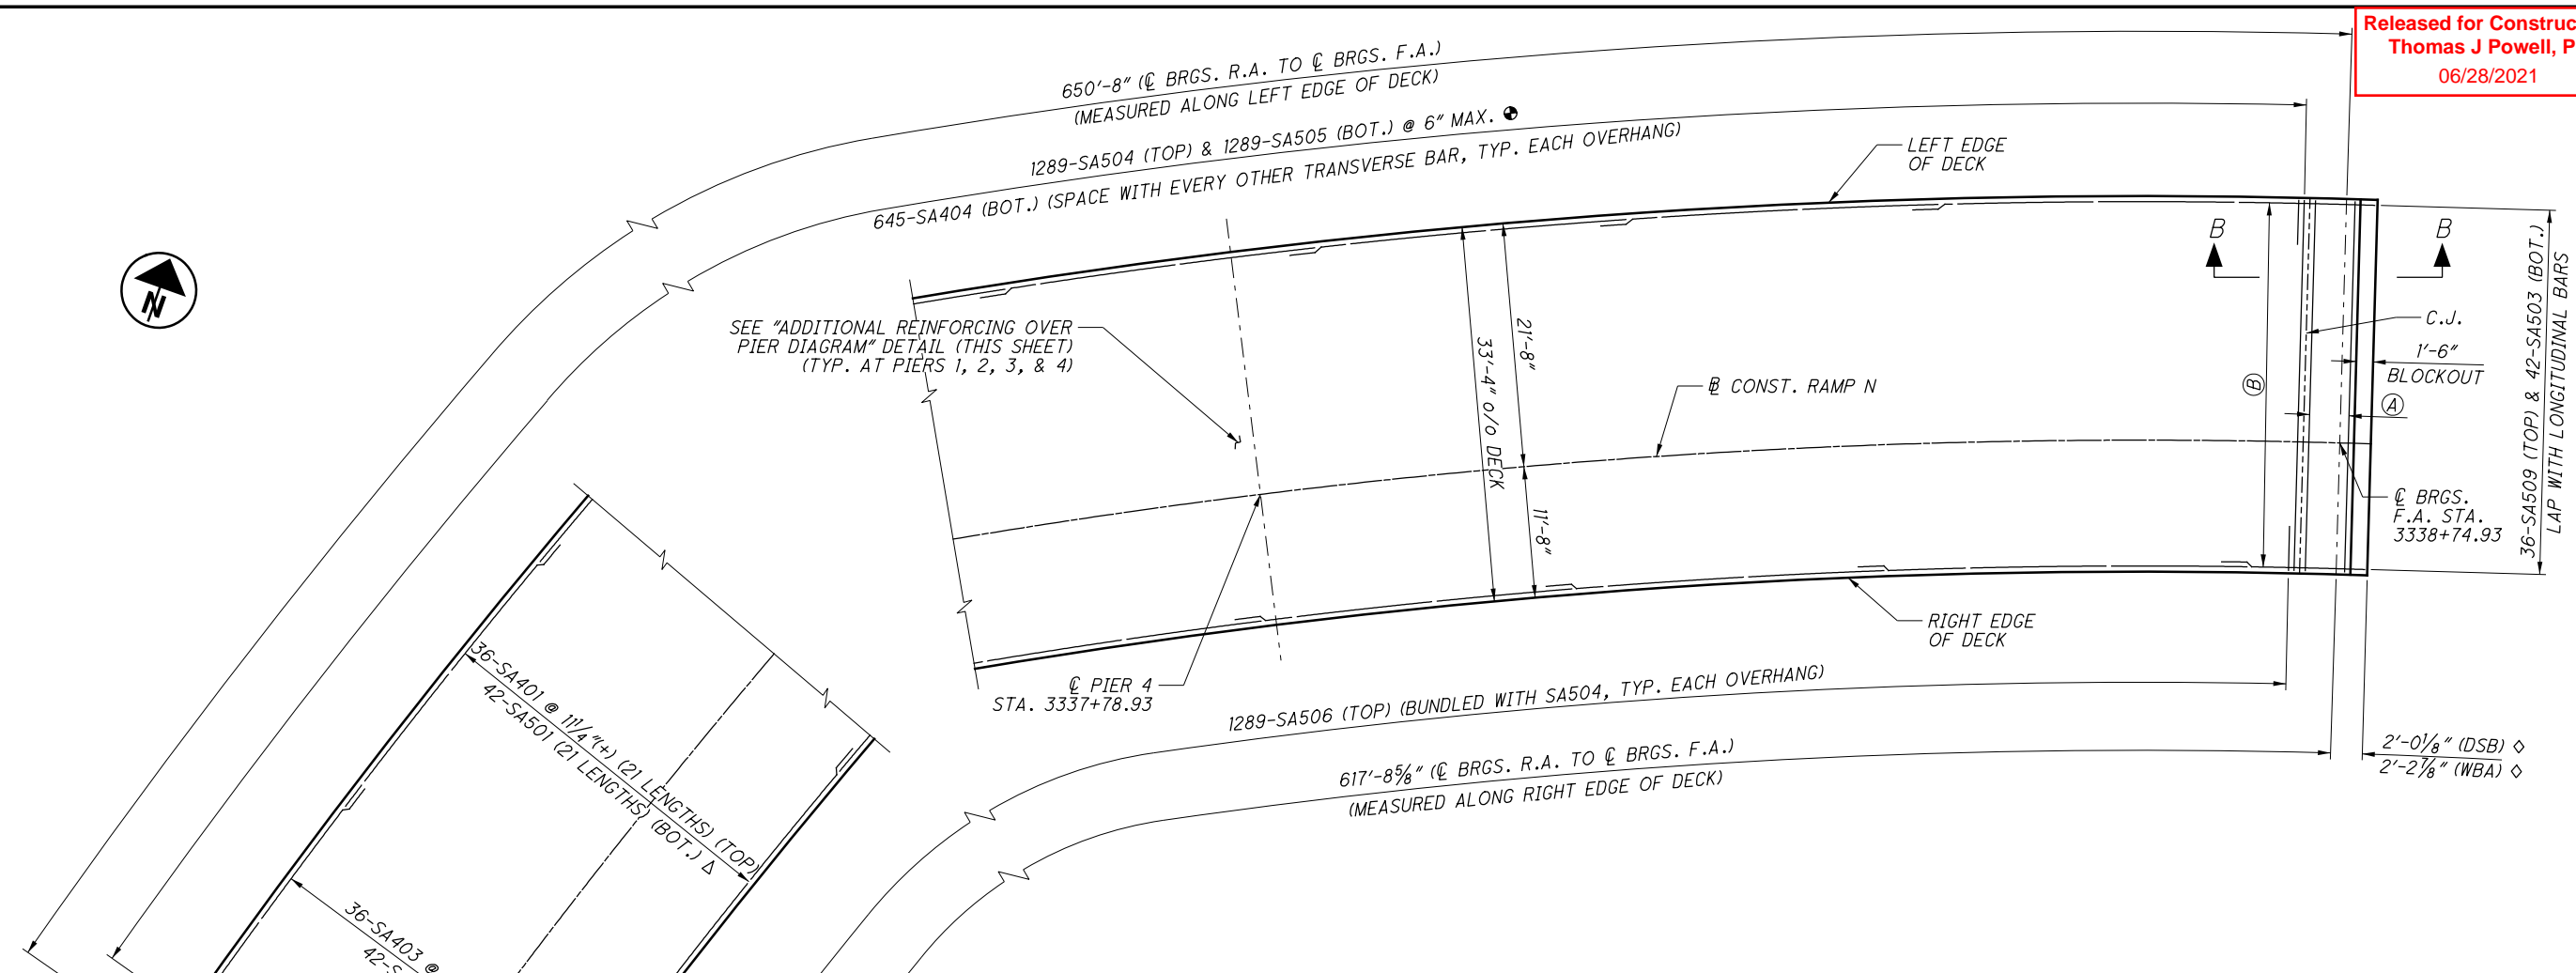 Released for Construc
Thomas J Powell, P
06/28/2021
650'-8" (℄ BRGS. R.A. TO ℄ BRGS. F.A.)
(MEASURED ALONG LEFT EDGE OF DECK)
1289-SA504 (TOP) & 1289-SA505 (BOT.) @ 6" MAX.
645-SA404 (BOT.) (SPACE WITH EVERY OTHER TRANSVERSE BAR, TYP. EACH OVERHANG)
LEFT EDGE
OF DECK
B
B
N
SEE "ADDITIONAL REINFORCING OVER
PIER DIAGRAM" DETAIL (THIS SHEET)
(TYP. AT PIERS 1, 2, 3, & 4)
33'-4" o/o DECK
21'-8"
11'-8"
B CONST. RAMP N
C.J.
1'-6"
BLOCKOUT
B
A
℄ BRGS.
F.A. STA.
3338+74.93
36-SA509 (TOP) & 42-SA503 (BOT.)
LAP WITH LONGITUDINAL BARS
RIGHT EDGE
OF DECK
℄ PIER 4
STA. 3337+78.93
1289-SA506 (TOP) (BUNDLED WITH SA504, TYP. EACH OVERHANG)
617'-8⅝" (℄ BRGS. R.A. TO ℄ BRGS. F.A.)
(MEASURED ALONG RIGHT EDGE OF DECK)
2'-0⅛" (DSB) ◇
2'-2⅞" (WBA) ◇
36-SA401 @ 11¼"(+) (21 LENGTHS) (TOP)
42-SA501 (21 LENGTHS) (BOT.) Δ
36-SA403 @
42-S